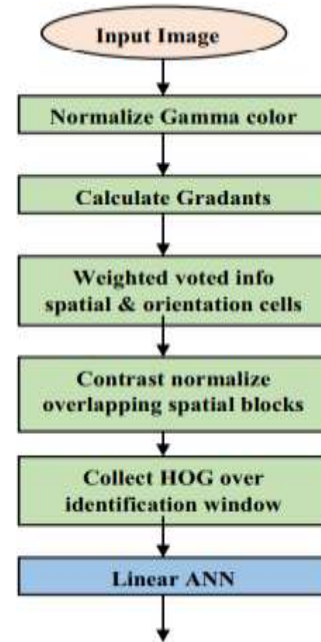 Input Image
Normalize Gamma color
Calculate Gradants
Weighted voted info
spatial & orientation cells
Contrast normalize
overlapping spatial blocks
Collect HOG over
identification window
Linear ANN